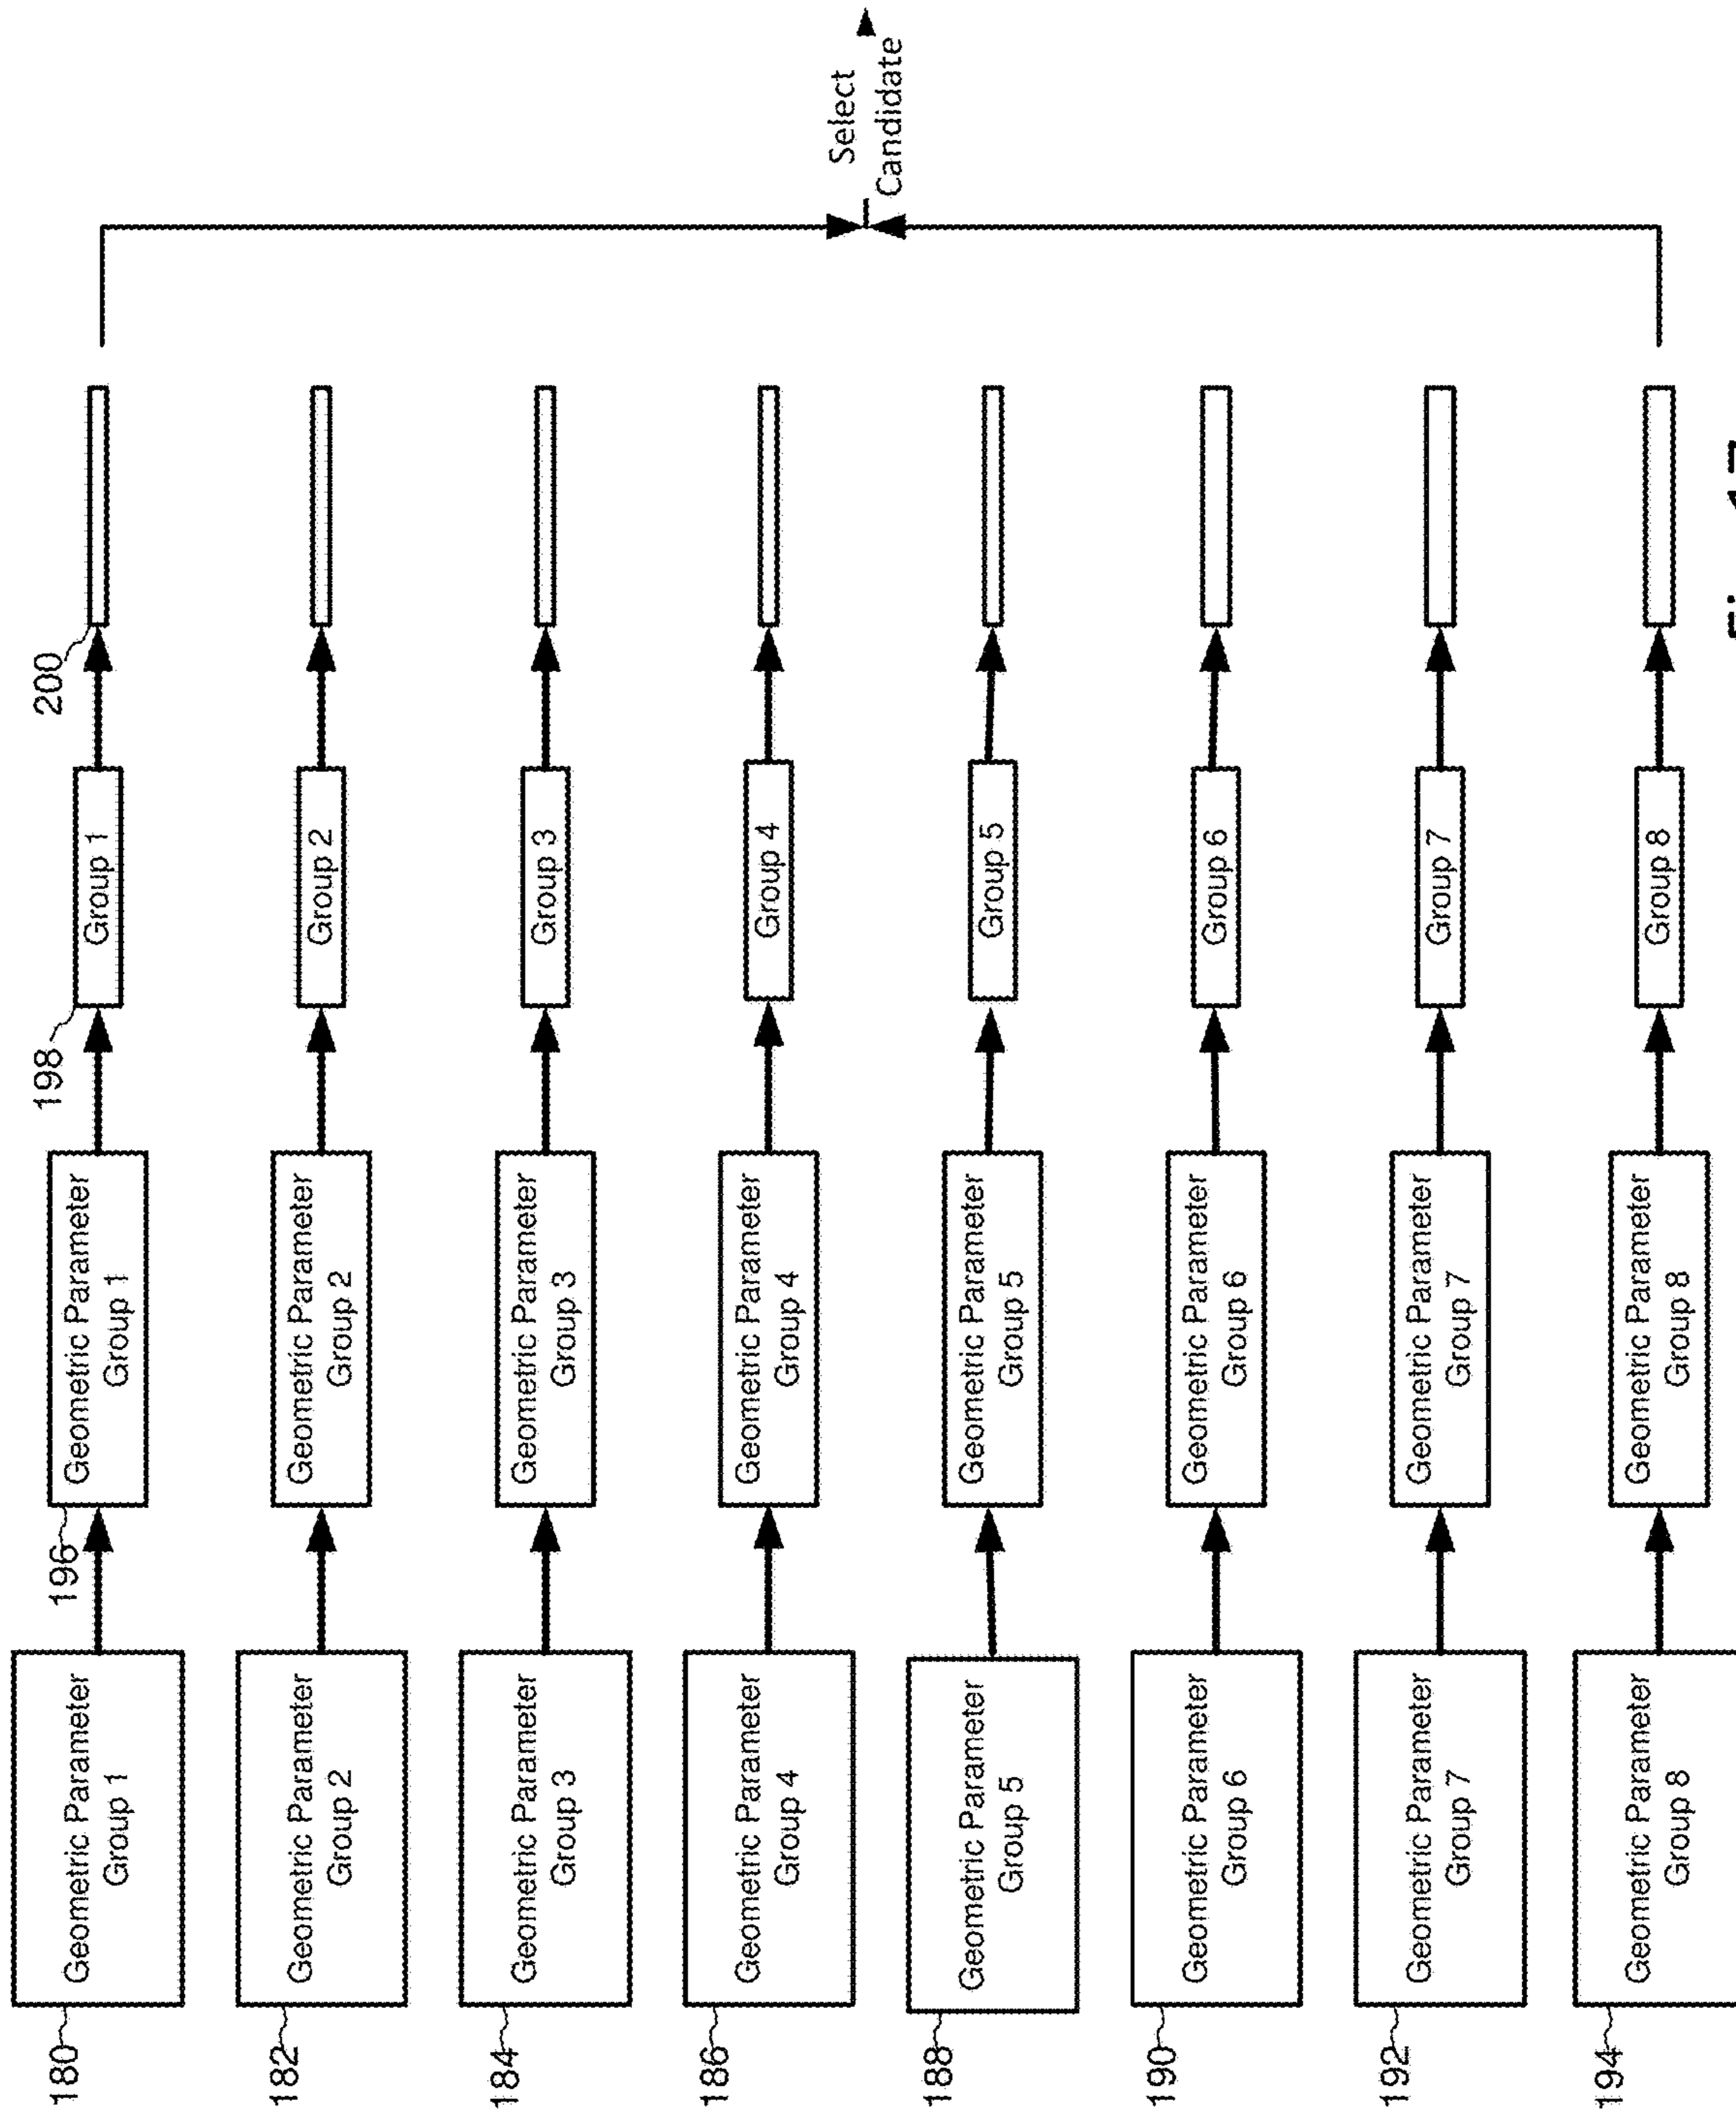 180
Geometric Parameter
Group 1
196
Geometric Parameter
Group 1
198
Group 1
200
182
Geometric Parameter
Group 2
Geometric Parameter
Group 2
Group 2
184
Geometric Parameter
Group 3
Geometric Parameter
Group 3
Group 3
186
Geometric Parameter
Group 4
Geometric Parameter
Group 4
Group 4
Select
Candidate
188
Geometric Parameter
Group 5
Geometric Parameter
Group 5
Group 5
190
Geometric Parameter
Group 6
Geometric Parameter
Group 6
Group 6
192
Geometric Parameter
Group 7
Geometric Parameter
Group 7
Group 7
194
Geometric Parameter
Group 8
Geometric Parameter
Group 8
Group 8